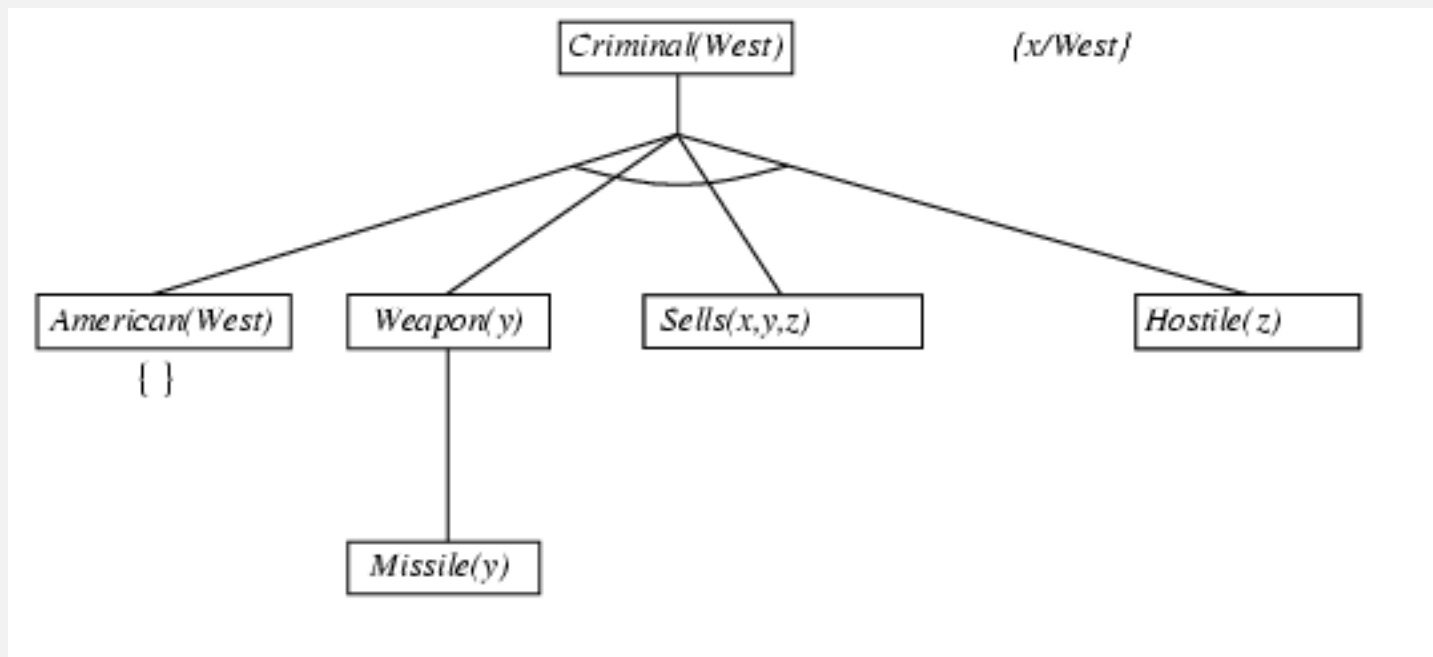 Criminal(West)
{x/West}
American(West)
Weapon(y)
Sells(x,y,z)
Hostile(z)
{ }
Missile(y)